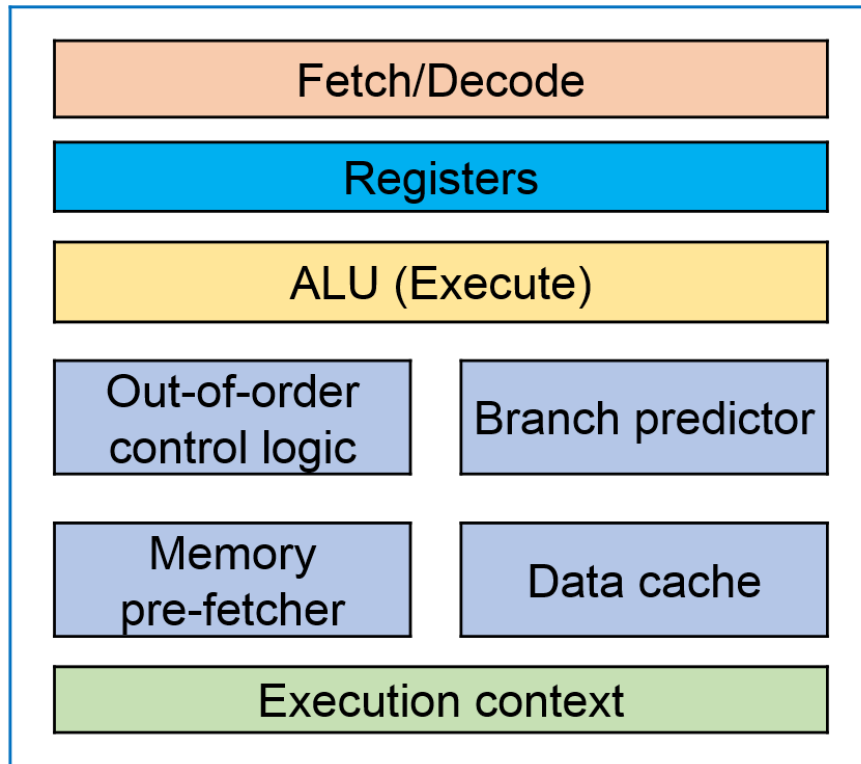 Fetch/Decode
Registers
ALU (Execute)
Out-of-order
control logic
Branch predictor
Memory
pre-fetcher
Data cache
Execution context